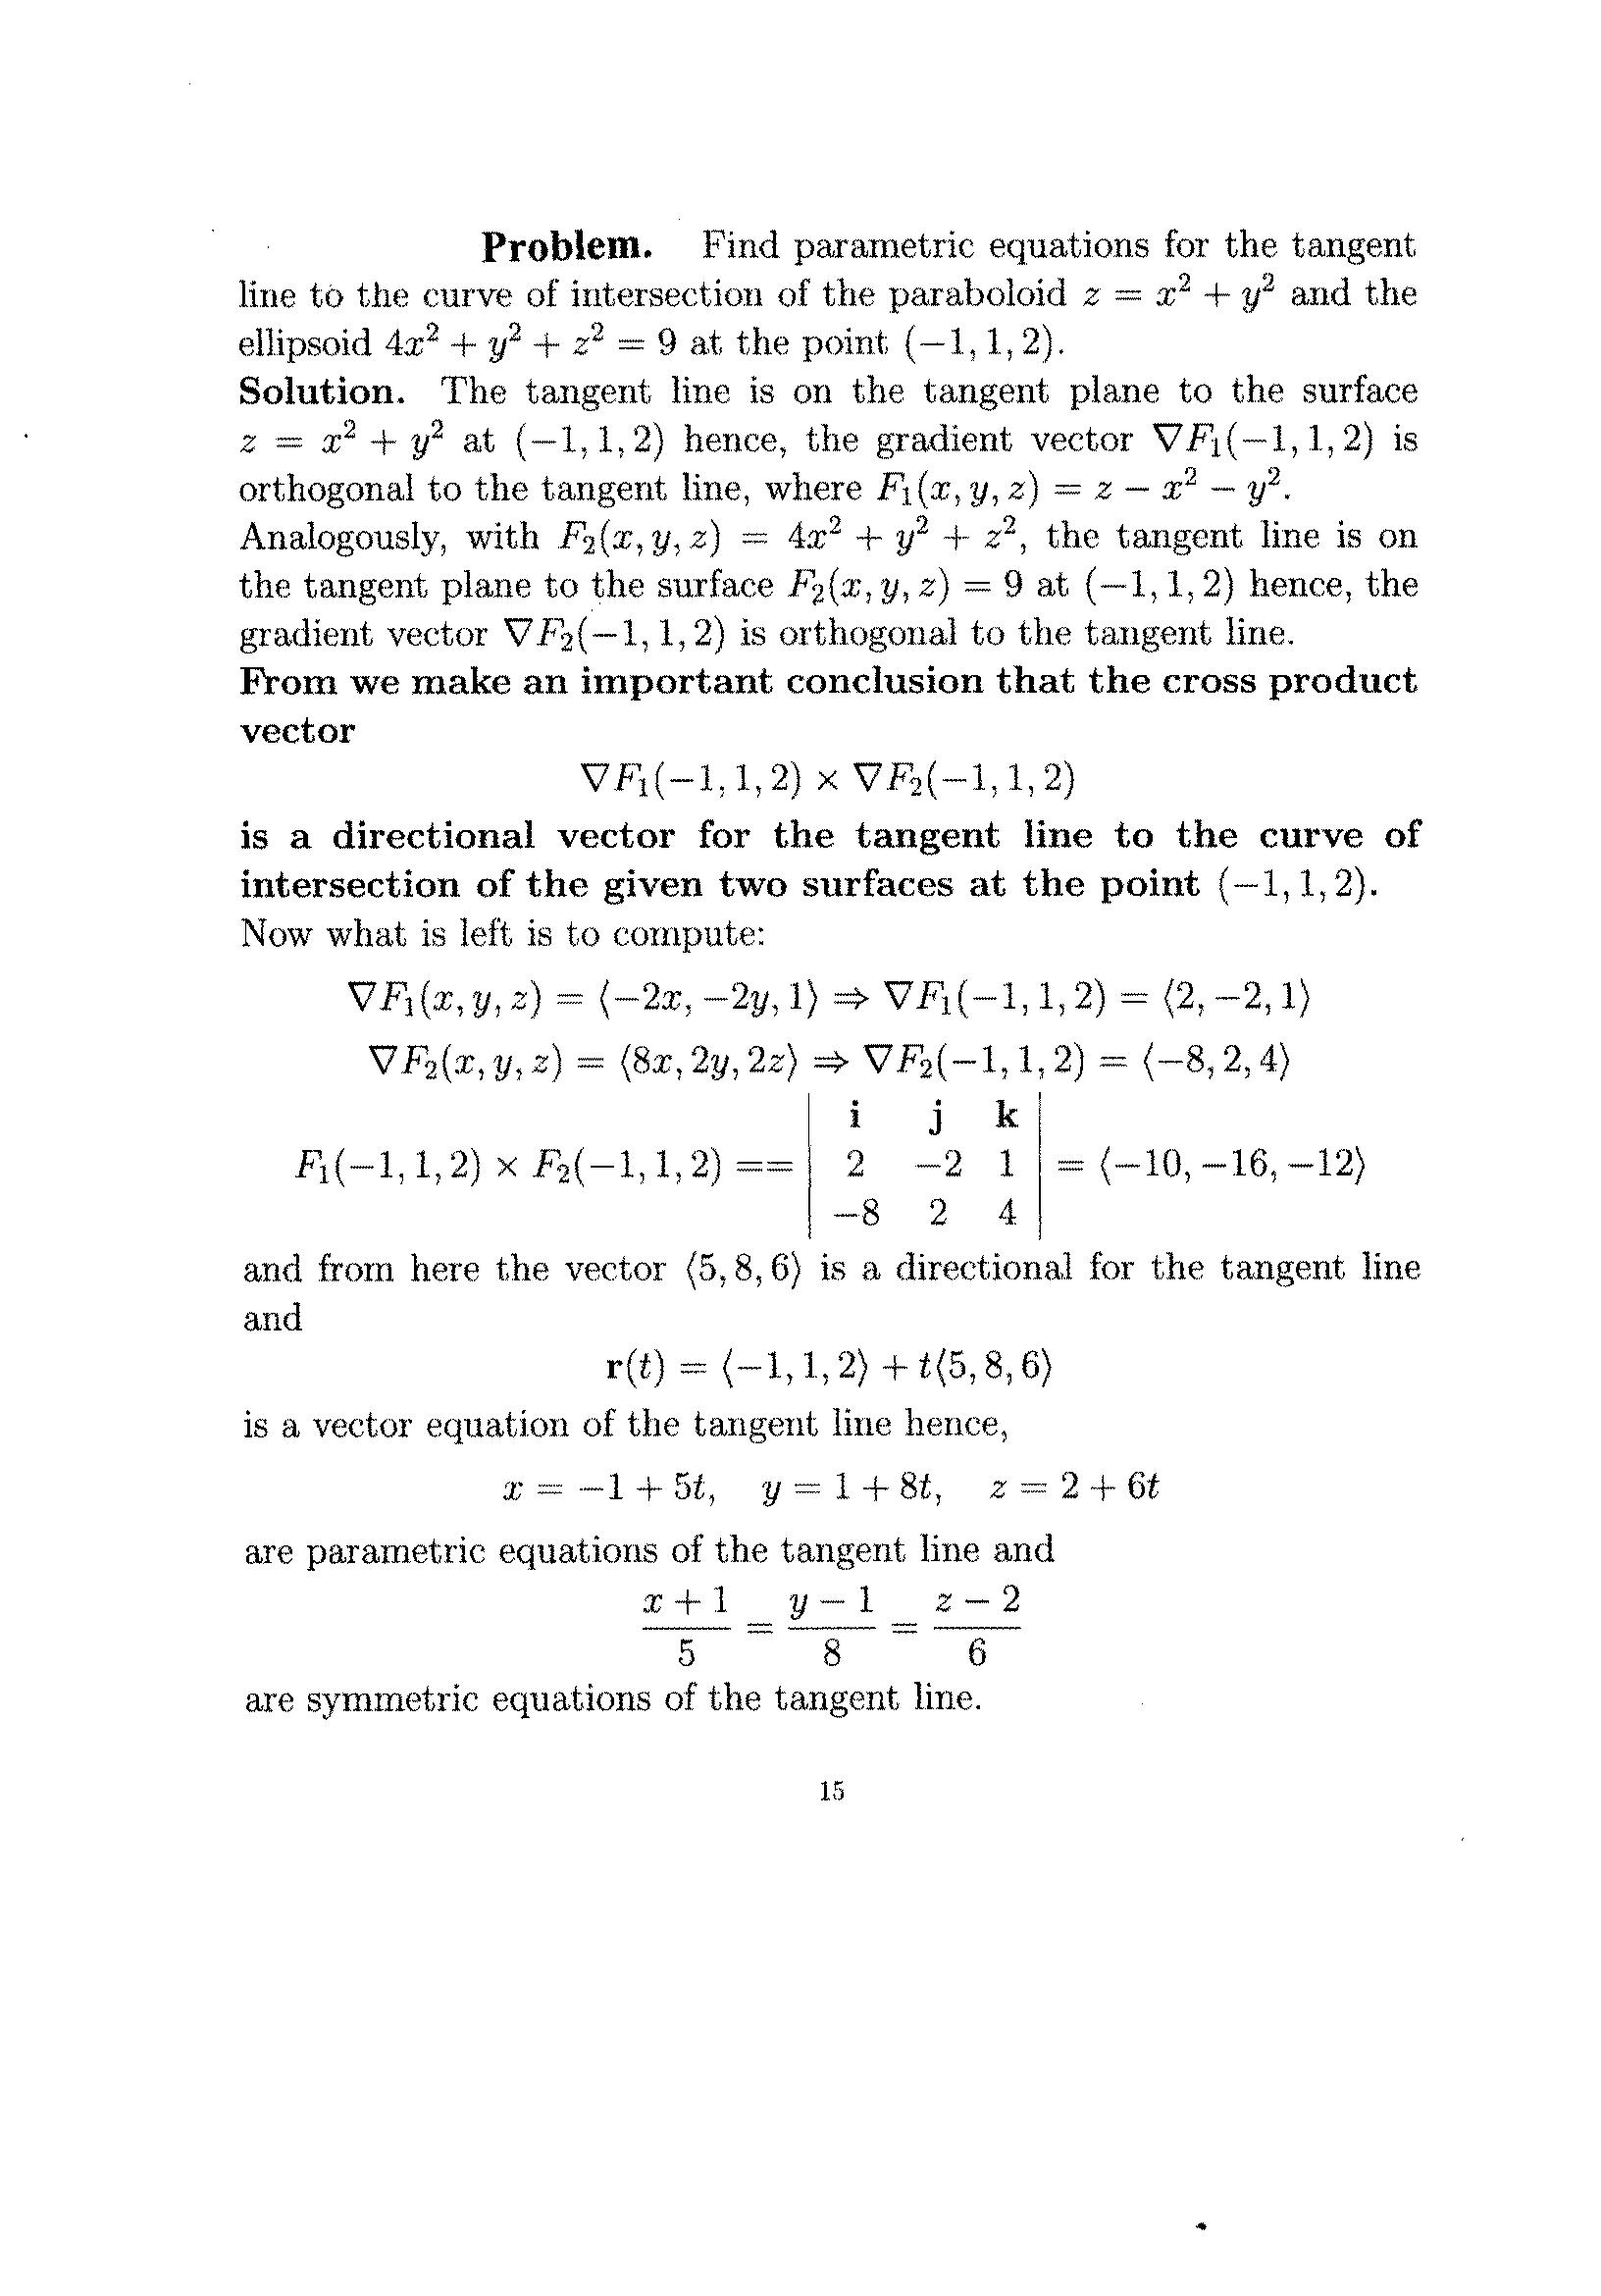 Problem. Find parametric equations for the tangent
line to the curve of intersection of the paraboloid z = x² + y² and the
ellipsoid 4x² + y² + z² = 9 at the point (−1, 1, 2).
Solution. The tangent line is on the tangent plane to the surface
z = x² + y² at (−1, 1, 2) hence, the gradient vector ∇F₁(−1, 1, 2) is
orthogonal to the tangent line, where F₁(x, y, z) = z − x² − y².
Analogously, with F₂(x, y, z) = 4x² + y² + z², the tangent line is on
the tangent plane to the surface F₂(x, y, z) = 9 at (−1, 1, 2) hence, the
gradient vector ∇F₂(−1, 1, 2) is orthogonal to the tangent line.
From we make an important conclusion that the cross product
vector
∇F₁(−1, 1, 2) × ∇F₂(−1, 1, 2)
is a directional vector for the tangent line to the curve of
intersection of the given two surfaces at the point (−1, 1, 2).
Now what is left is to compute:
∇F₁(x, y, z) = ⟨−2x, −2y, 1⟩ ⇒ ∇F₁(−1, 1, 2) = ⟨2, −2, 1⟩
∇F₂(x, y, z) = ⟨8x, 2y, 2z⟩ ⇒ ∇F₂(−1, 1, 2) = ⟨−8, 2, 4⟩
i j k
F₁(−1, 1, 2) × F₂(−1, 1, 2) == | 2 −2 1 | = ⟨−10, −16, −12⟩
−8 2 4
and from here the vector ⟨5, 8, 6⟩ is a directional for the tangent line
and
r(t) = ⟨−1, 1, 2⟩ + t⟨5, 8, 6⟩
is a vector equation of the tangent line hence,
x = −1 + 5t, y = 1 + 8t, z = 2 + 6t
are parametric equations of the tangent line and
x + 1 / 5 = y − 1 / 8 = z − 2 / 6
are symmetric equations of the tangent line.
15